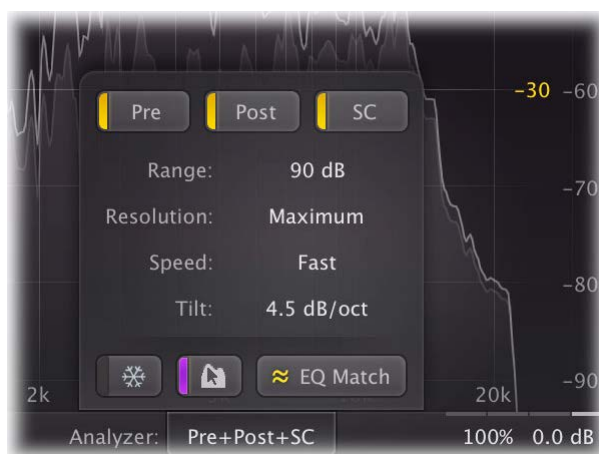 -30 -60
Pre Post SC
Range: 90 dB
-70
Resolution: Maximum
Speed: Fast
-80
Tilt: 4.5 dB/oct
EQ Match
2k 20k -90
Analyzer: Pre+Post+SC 100% 0.0 dB